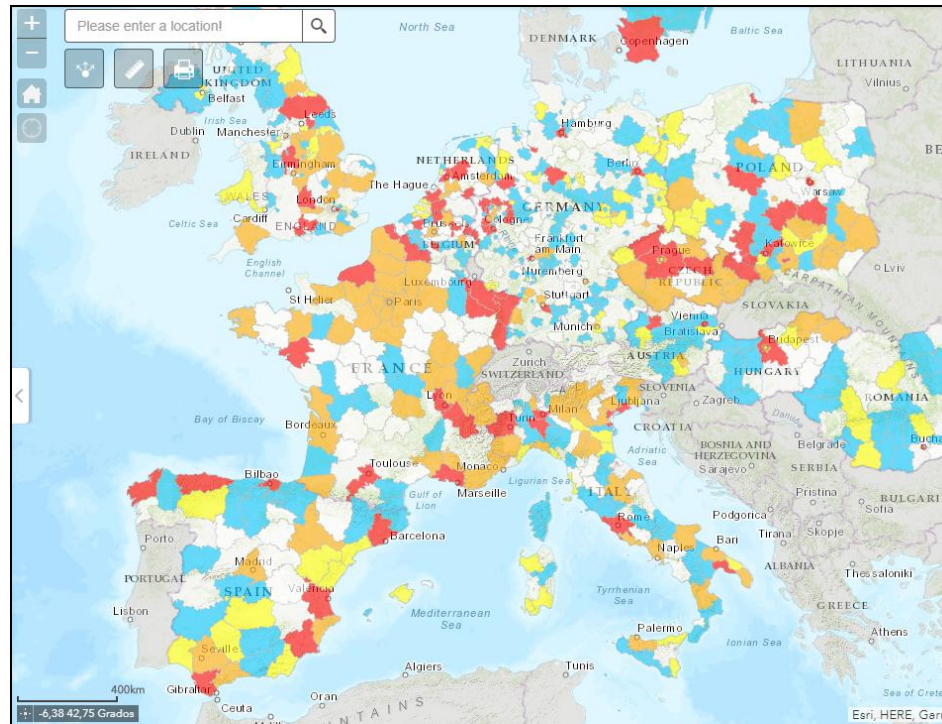 +
Please enter a location!
−
North Sea
DENMARK
Copenhagen
Baltic Sea
LITHUANIA
Vilnius
UNITED
KINGDOM
Belfast
Irish Sea
Leeds
Dublin
Manchester
IRELAND
Birmingham
WALES
Cardiff
London
ENGLAND
Celtic Sea
English
Channel
St Helier
Hamburg
NETHERLANDS
Amsterdam
The Hague
Berlin
POLAND
Warsaw
GERMANY
Cologne
Brussels
BELGIUM
Rhine
Frankfurt
am Main
Luxembourg
Nuremberg
Prague
CZECH
REPUBLIC
Katowice
Lviv
CARPATHIAN MOUNTAINS
SLOVAKIA
Paris
Stuttgart
Munich
Vienna
Bratislava
Budapest
HUNGARY
AUSTRIA
Zurich
SWITZERLAND
FRANCE
Lyon
Turin
Milan
Ljubljana
SLOVENIA
Zagreb
CROATIA
ROMANIA
Danube
Belgrade
BOSNIA AND
HERZEGOVINA
Sarajevo
SERBIA
Bay of Biscay
Bordeaux
Toulouse
Monaco
Marseille
Gulf of
Lion
Ligurian Sea
ITALY
Adriatic
Sea
Pristina
Sofia
Podgorica
Skopje
Tirana
ALBANIA
Bilbao
Rome
Naples
Bari
Porto
Madrid
Barcelona
PORTUGAL
SPAIN
Valencia
Lisbon
Seville
Mediterranean
Sea
Tyrrhenian
Sea
Palermo
Ionian Sea
Thessaloniki
GREECE
Athens
Gibraltar
Ceuta
Oran
Algiers
Tunis
400km
-6,38 42,75 Grados